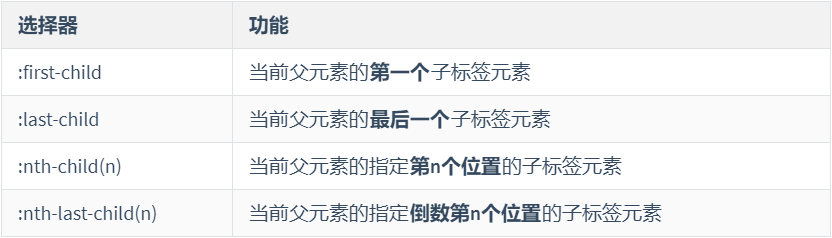 选择器 功能
:first-child 当前父元素的第一个子标签元素
:last-child 当前父元素的最后一个子标签元素
:nth-child(n) 当前父元素的指定第n个位置的子标签元素
:nth-last-child(n) 当前父元素的指定倒数第n个位置的子标签元素